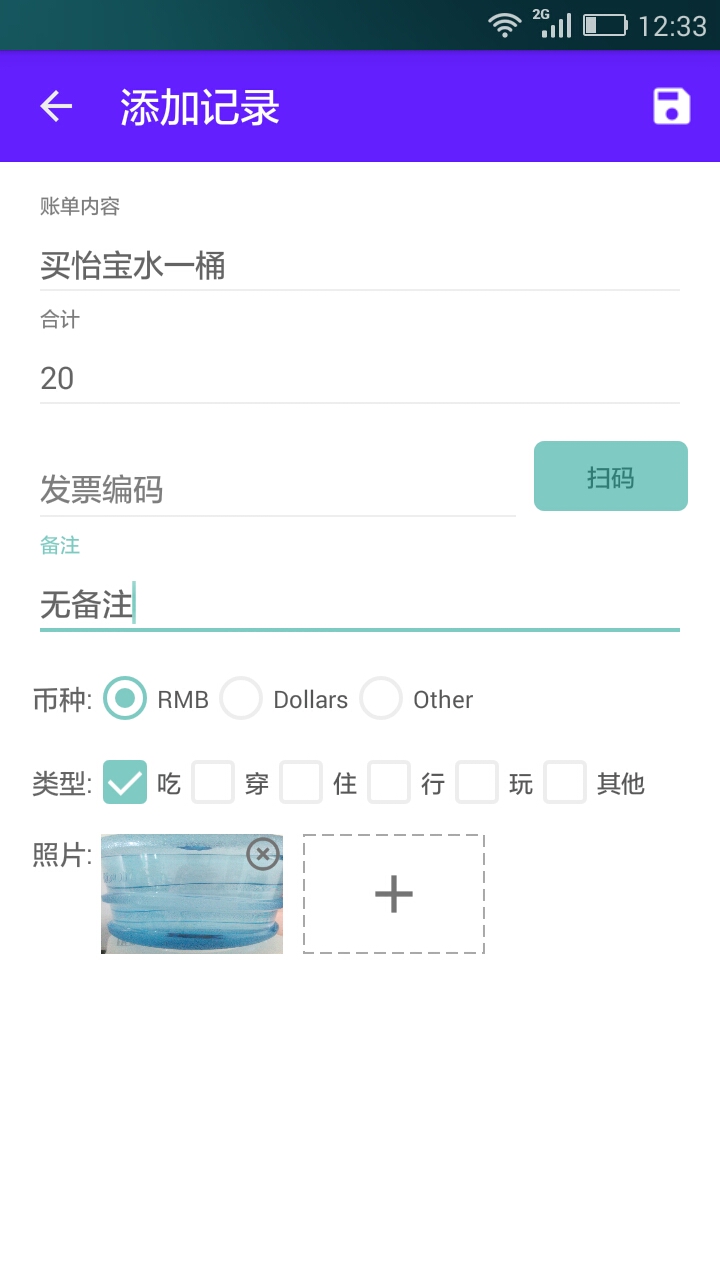 2G 12:33
添加记录
账单内容
买怡宝水一桶
合计
20
发票编码 扫码
备注
无备注
币种: RMB Dollars Other
类型: 吃 穿 住 行 玩 其他
照片: